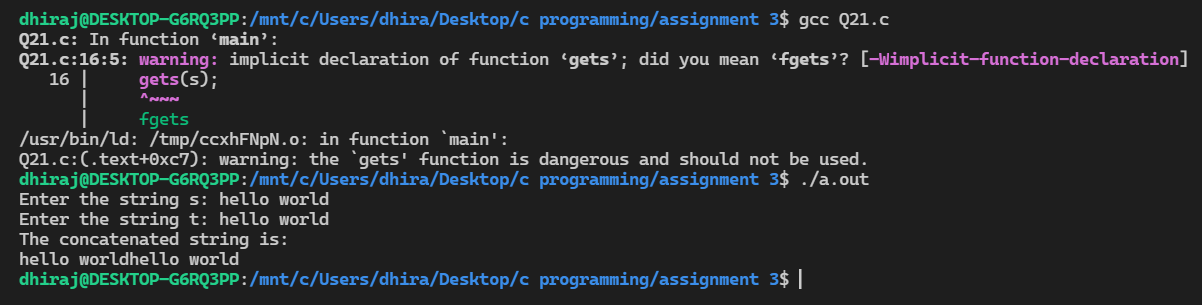 dhiraj@DESKTOP-G6RQ3PP:/mnt/c/Users/dhira/Desktop/c programming/assignment 3$ gcc Q21.c
Q21.c: In function ‘main’:
Q21.c:16:5: warning: implicit declaration of function ‘gets’; did you mean ‘fgets’? [-Wimplicit-function-declaration]
   16 |     gets(s);
      |     ^~~~
      |     fgets
/usr/bin/ld: /tmp/ccxhFNpN.o: in function `main':
Q21.c:(.text+0xc7): warning: the `gets' function is dangerous and should not be used.
dhiraj@DESKTOP-G6RQ3PP:/mnt/c/Users/dhira/Desktop/c programming/assignment 3$ ./a.out
Enter the string s: hello world
Enter the string t: hello world
The concatenated string is:
hello worldhello world
dhiraj@DESKTOP-G6RQ3PP:/mnt/c/Users/dhira/Desktop/c programming/assignment 3$